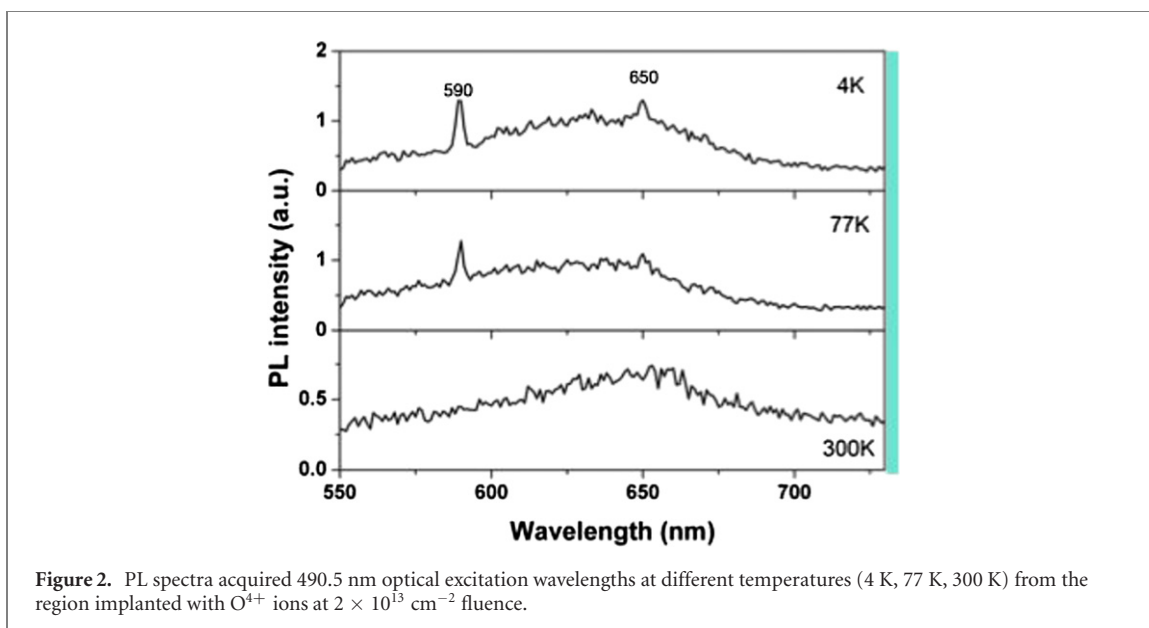 2
590
650
4K
1
0
77K
1
0
0.5
300K
0.0
550
600
650
700
PL intensity (a.u.)
Wavelength (nm)
Figure 2. PL spectra acquired 490.5 nm optical excitation wavelengths at different temperatures (4 K, 77 K, 300 K) from the
region implanted with O⁴⁺ ions at 2 × 10¹³ cm⁻² fluence.